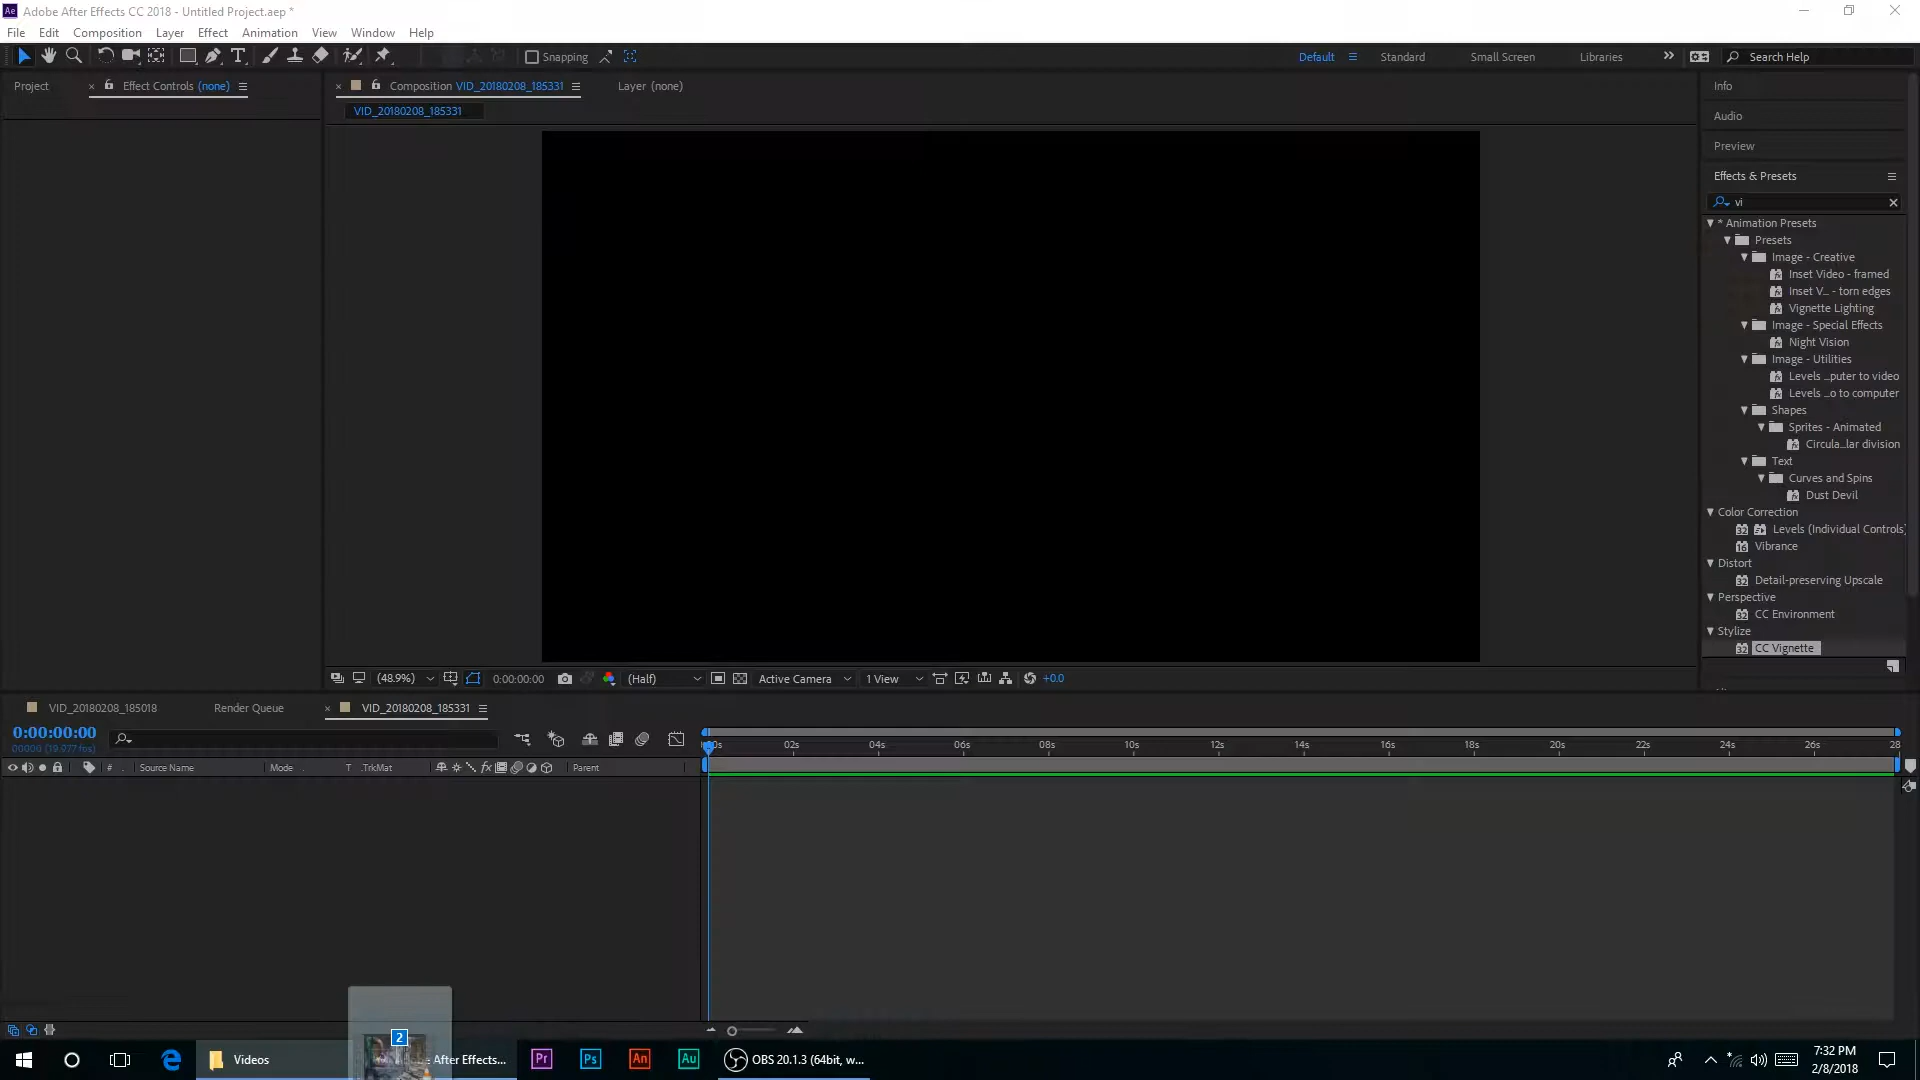 Ae Adobe After Effects CC 2018 - Untitled Project.aep *
File Edit Composition Layer Effect Animation View Window Help
Snapping Default Standard Small Screen Libraries Search Help
Project Effect Controls (none) Composition VID_20180208_185331 Layer (none)
VID_20180208_185331
Info
Audio
Preview
Effects & Presets
vi
* Animation Presets
Presets
Image - Creative
Inset Video - framed
Inset V... - torn edges
Vignette Lighting
Image - Special Effects
Night Vision
Image - Utilities
Levels ...puter to video
Levels ...o to computer
Shapes
Sprites - Animated
Circula...lar division
Text
Curves and Spins
Dust Devil
Color Correction
32 Levels (Individual Controls)
16 Vibrance
Distort
32 Detail-preserving Upscale
Perspective
32 CC Environment
Stylize
32 CC Vignette
(48.9%) 0:00:00:00 (Half) Active Camera 1 View +0.0
VID_20180208_185018 Render Queue VID_20180208_185331
0:00:00:00
00000 (19.977 fps)
02s 04s 06s 08s 10s 12s 14s 16s 18s 20s 22s 24s 26s 28
# Source Name Mode T .TrkMat fx Parent
2
Videos After Effects... Pr Ps An Au OBS 20.1.3 (64bit, w...
7:32 PM
2/8/2018